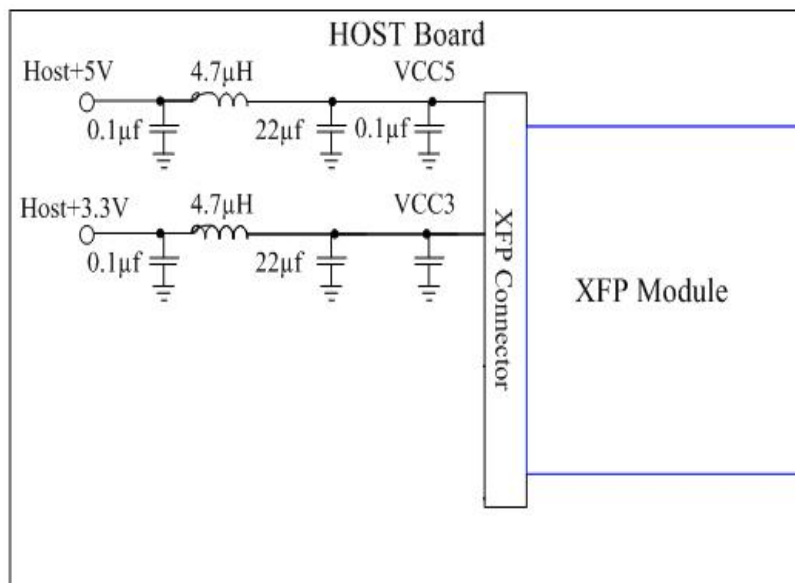 HOST Board
Host+5V
4.7µH
VCC5
0.1µf
22µf
0.1µf
Host+3.3V
4.7µH
VCC3
0.1µf
22µf
XFP Connector
XFP Module